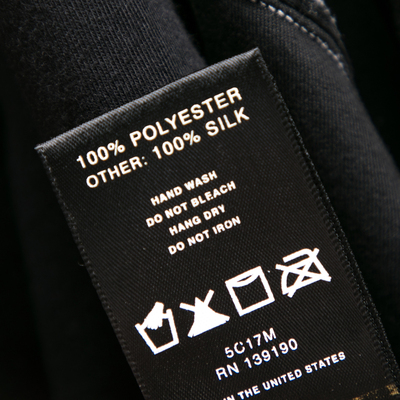 100% POLYESTER
OTHER: 100% SILK
HAND WASH
DO NOT BLEACH
HANG DRY
DO NOT IRON
5C17M
RN 139190
IN THE UNITED STATES